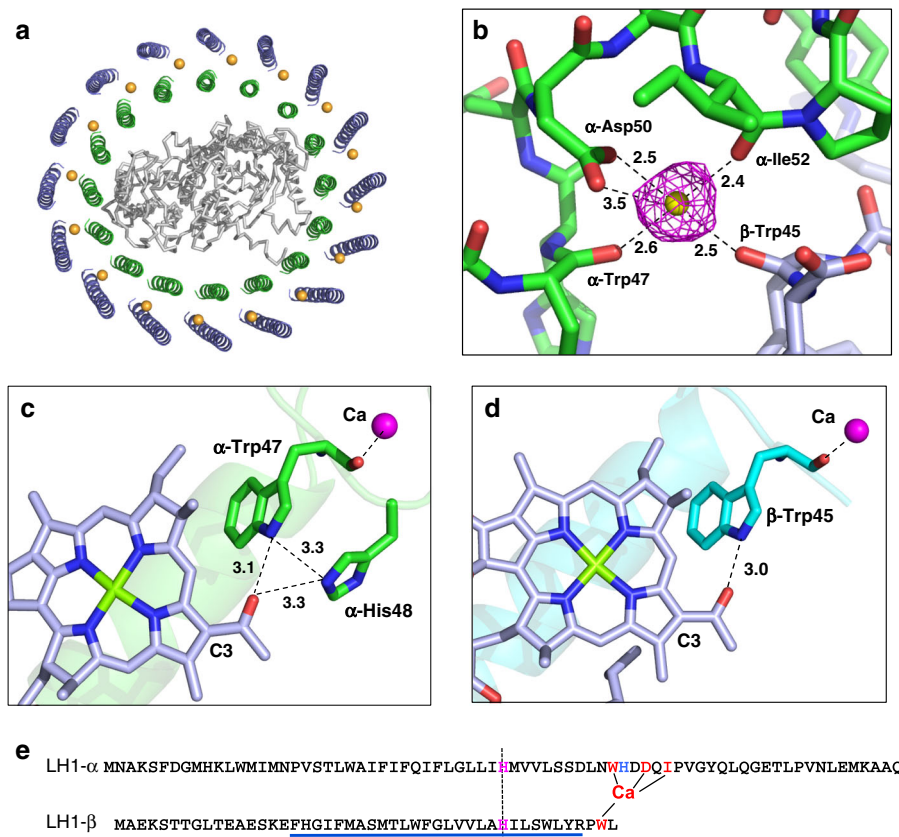 a
b
α-Asp50
α-Ile52
2.5
2.4
3.5
2.6
2.5
β-Trp45
α-Trp47
c
Ca
α-Trp47
3.3
3.1
3.3
α-His48
C3
d
Ca
β-Trp45
3.0
C3
e
LH1-α MNAKSFDGMHKLWMIMNPVSTLWAIFIFQIFLGLLIHMVVLSSDLNWHDDQIPVGYQLQGETLPVNLEMKAAQ
Ca
LH1-β MAEKSTTGLTEAESKEFHGIFMASMTLWFGLVVLAHILSWLYRPWL